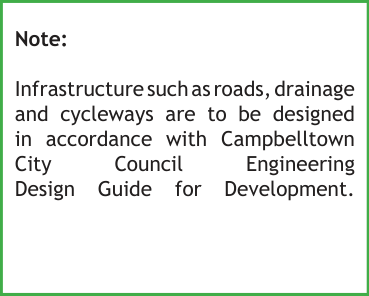 Note:
Infrastructure such as roads, drainage
and cycleways are to be designed
in accordance with Campbelltown
City Council Engineering
Design Guide for Development.